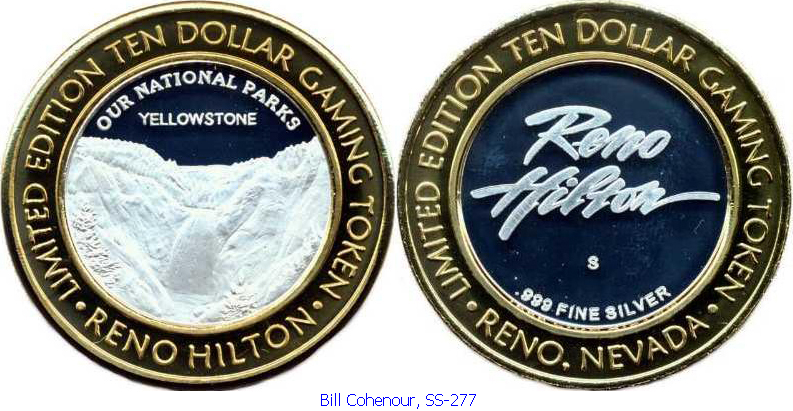 LIMITED EDITION TEN DOLLAR GAMING TOKEN
• RENO HILTON •
OUR NATIONAL PARKS
YELLOWSTONE
LIMITED EDITION TEN DOLLAR GAMING TOKEN
• RENO, NEVADA •
Reno
Hilton
S
.999 FINE SILVER
Bill Cohenour, SS-277